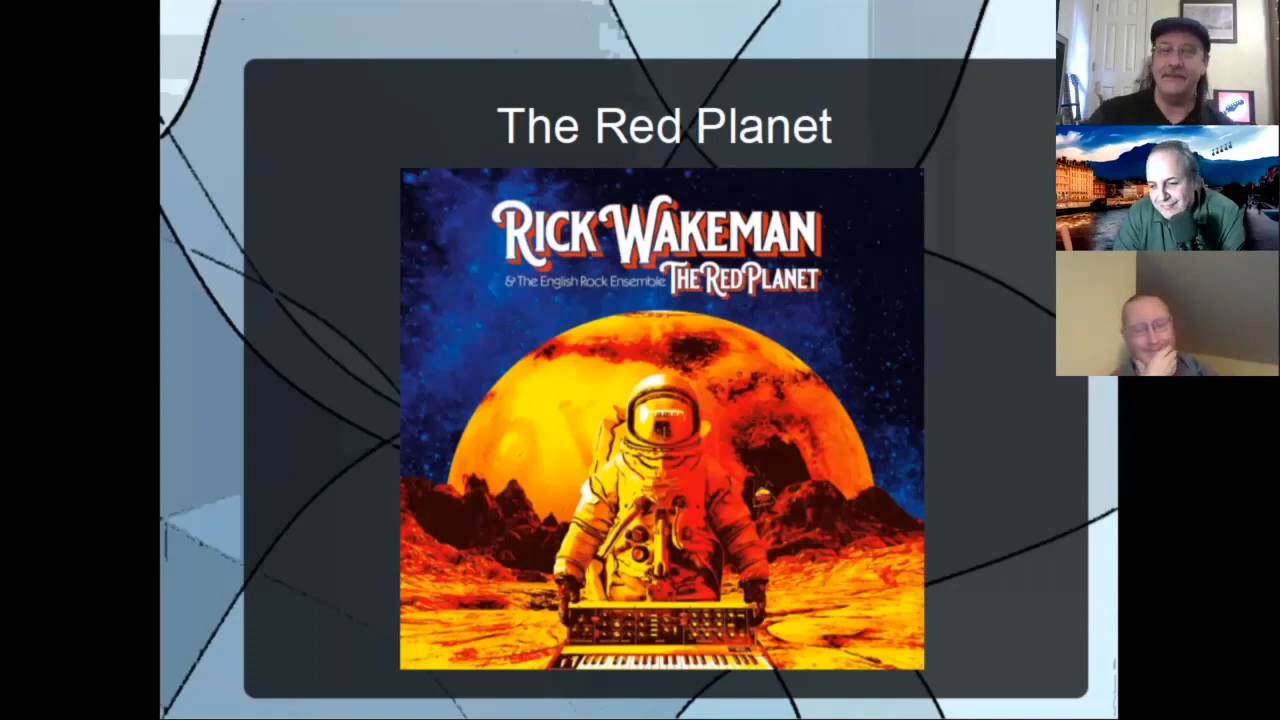 The Red Planet
RICK WAKEMAN
& The English Rock Ensemble THE RED PLANET